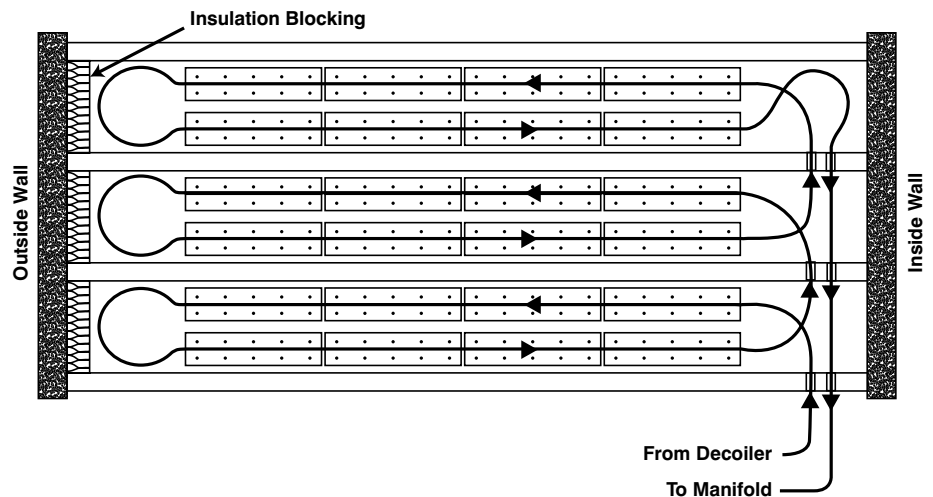 Insulation Blocking
Outside Wall
Inside Wall
From Decoiler
To Manifold